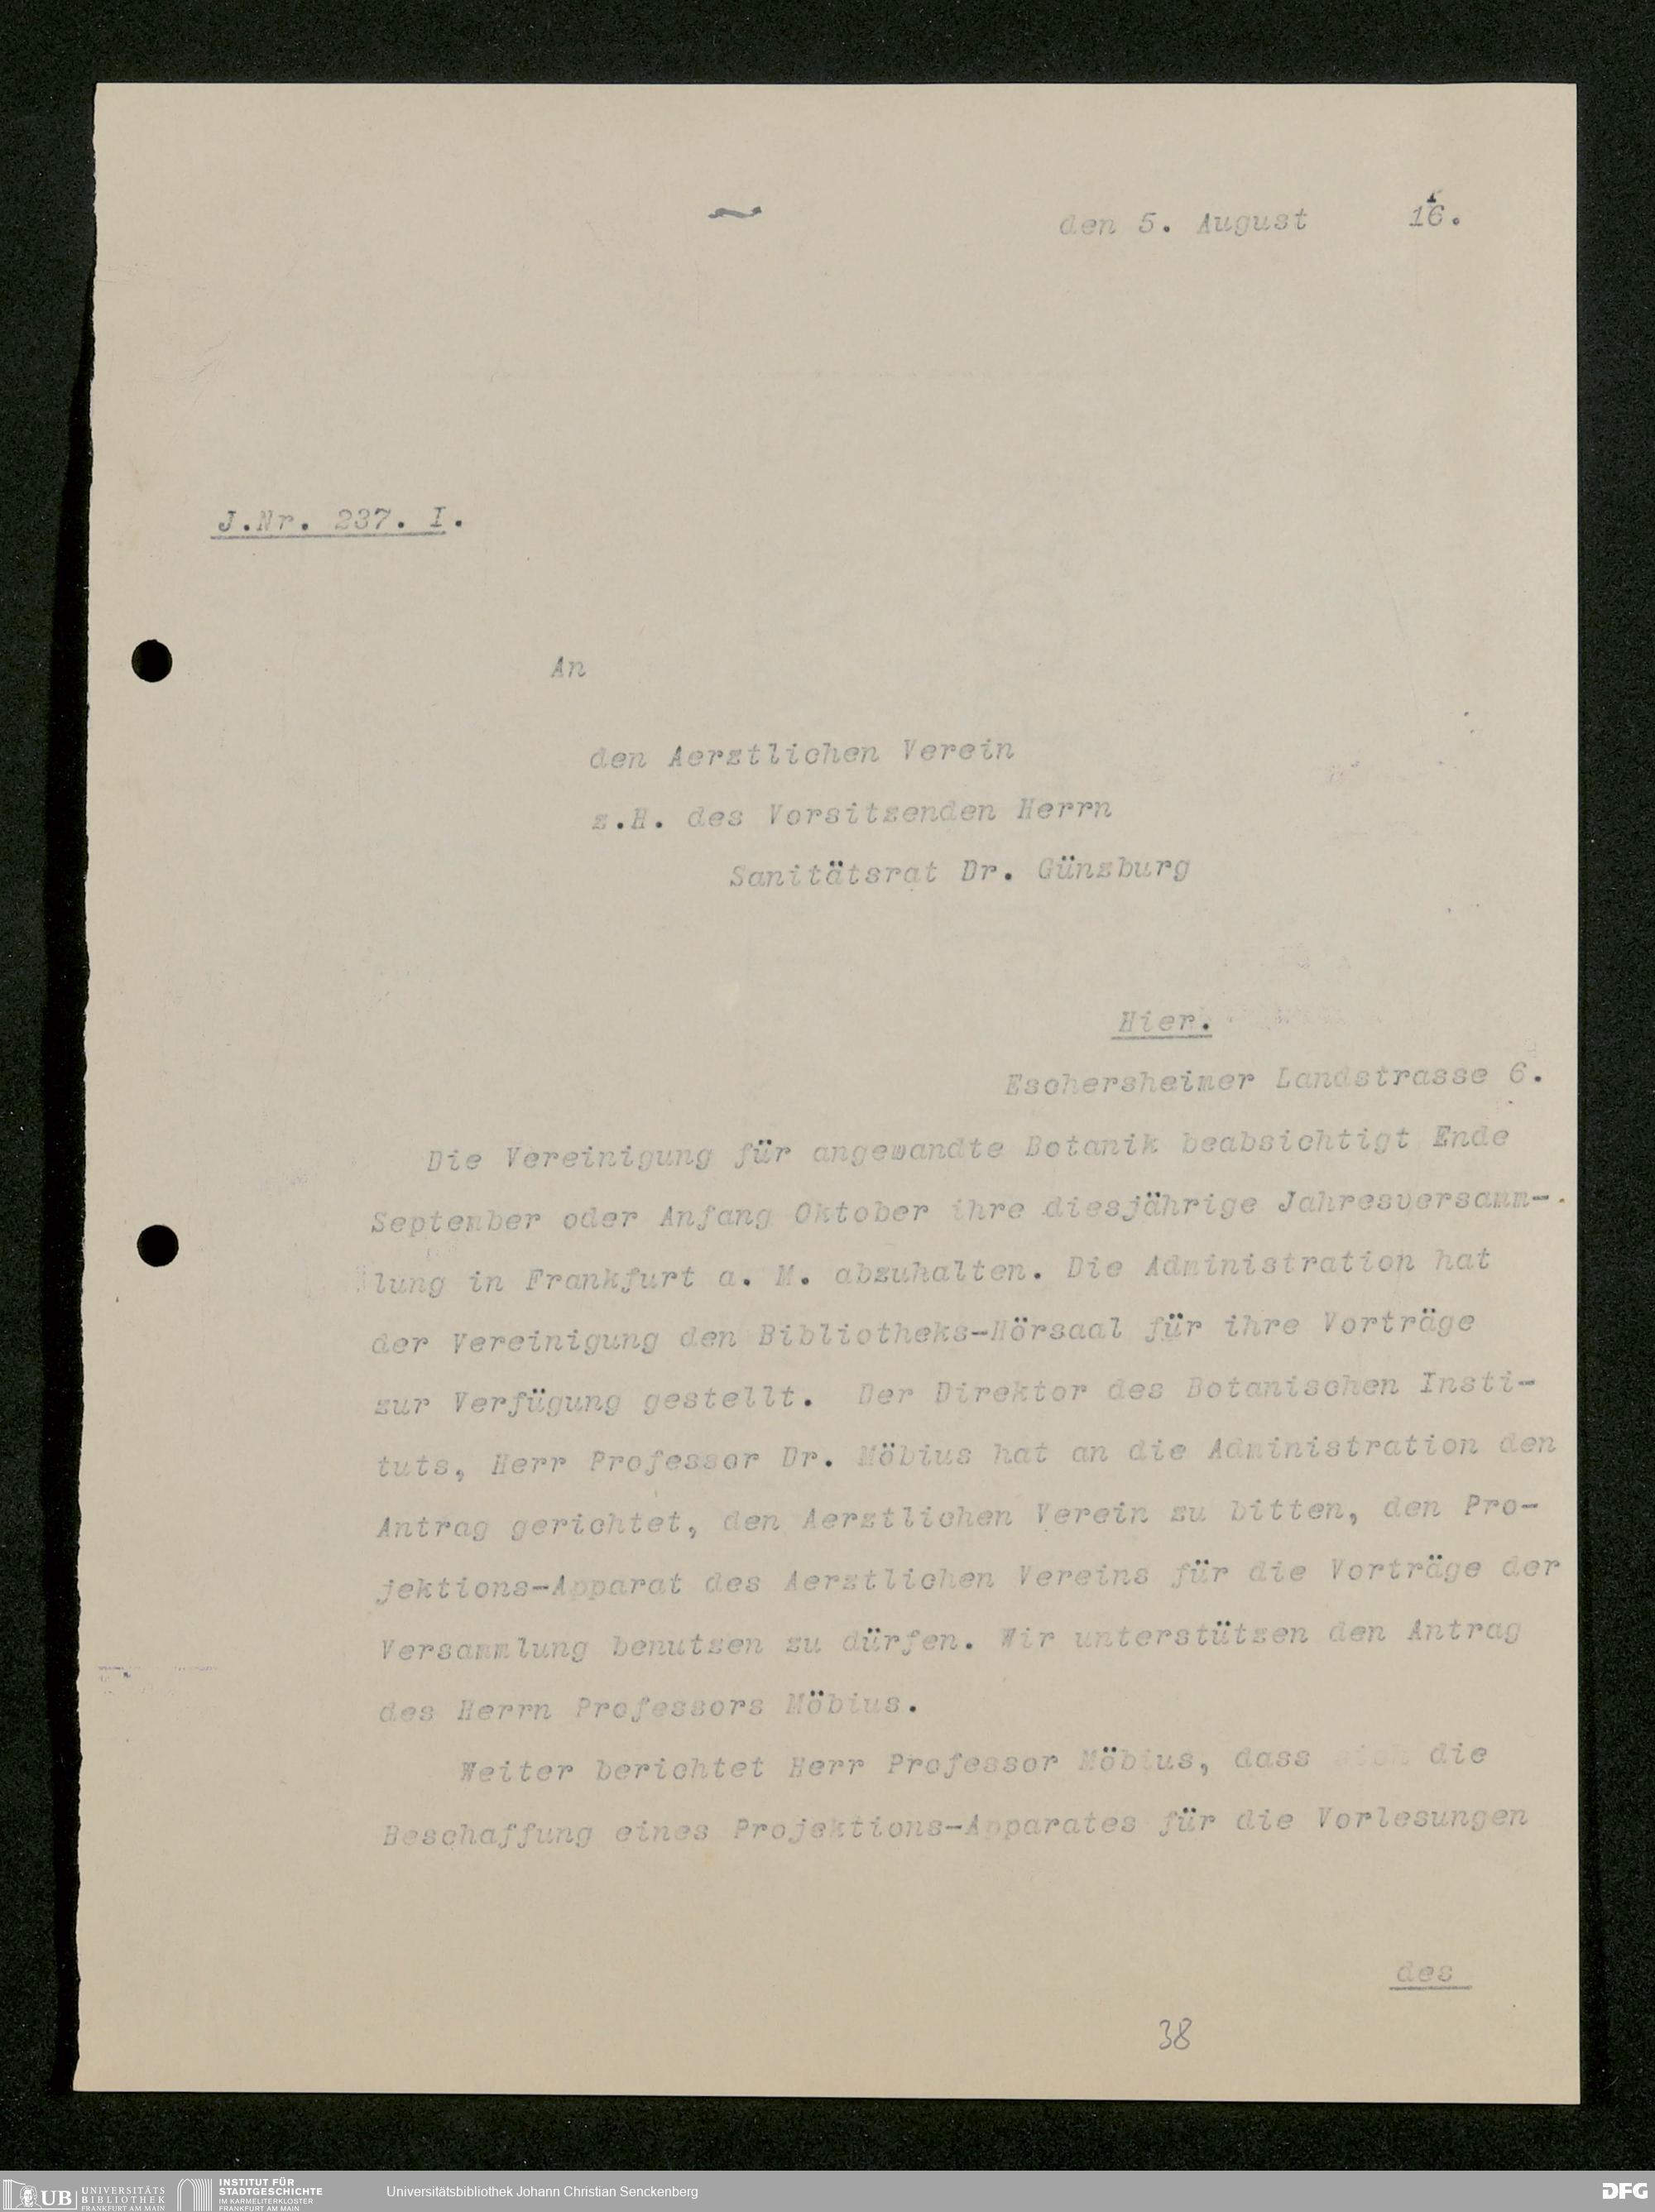 den 5. August 16.
J.Nr. 237. I.
An
den Aerztlichen Verein
z.H. des Vorsitzenden Herrn
Sanitätsrat Dr. Günzburg
Hier.
Eschersheimer Landstrasse 6.
Die Vereinigung für angewandte Botanik beabsichtigt Ende
September oder Anfang Oktober ihre diesjährige Jahresversamm-
lung in Frankfurt a. M. abzuhalten. Die Administration hat
der Vereinigung den Bibliotheks-Hörsaal für ihre Vorträge
zur Verfügung gestellt. Der Direktor des Botanischen Insti-
tuts, Herr Professor Dr. Möbius hat an die Administration den
Antrag gerichtet, den Aerztlichen Verein zu bitten, den Pro-
jektions-Apparat des Aerztlichen Vereins für die Vorträge der
Versammlung benutzen zu dürfen. Wir unterstützen den Antrag
des Herrn Professors Möbius.
Weiter berichtet Herr Professor Möbius, dass sich die
Beschaffung eines Projektions-Apparates für die Vorlesungen
des
38
UB UNIVERSITÄTS
BIBLIOTHEK
FRANKFURT AM MAIN
INSTITUT FÜR
STADTGESCHICHTE
IM KARMELITERKLOSTER
FRANKFURT AM MAIN
Universitätsbibliothek Johann Christian Senckenberg
DFG